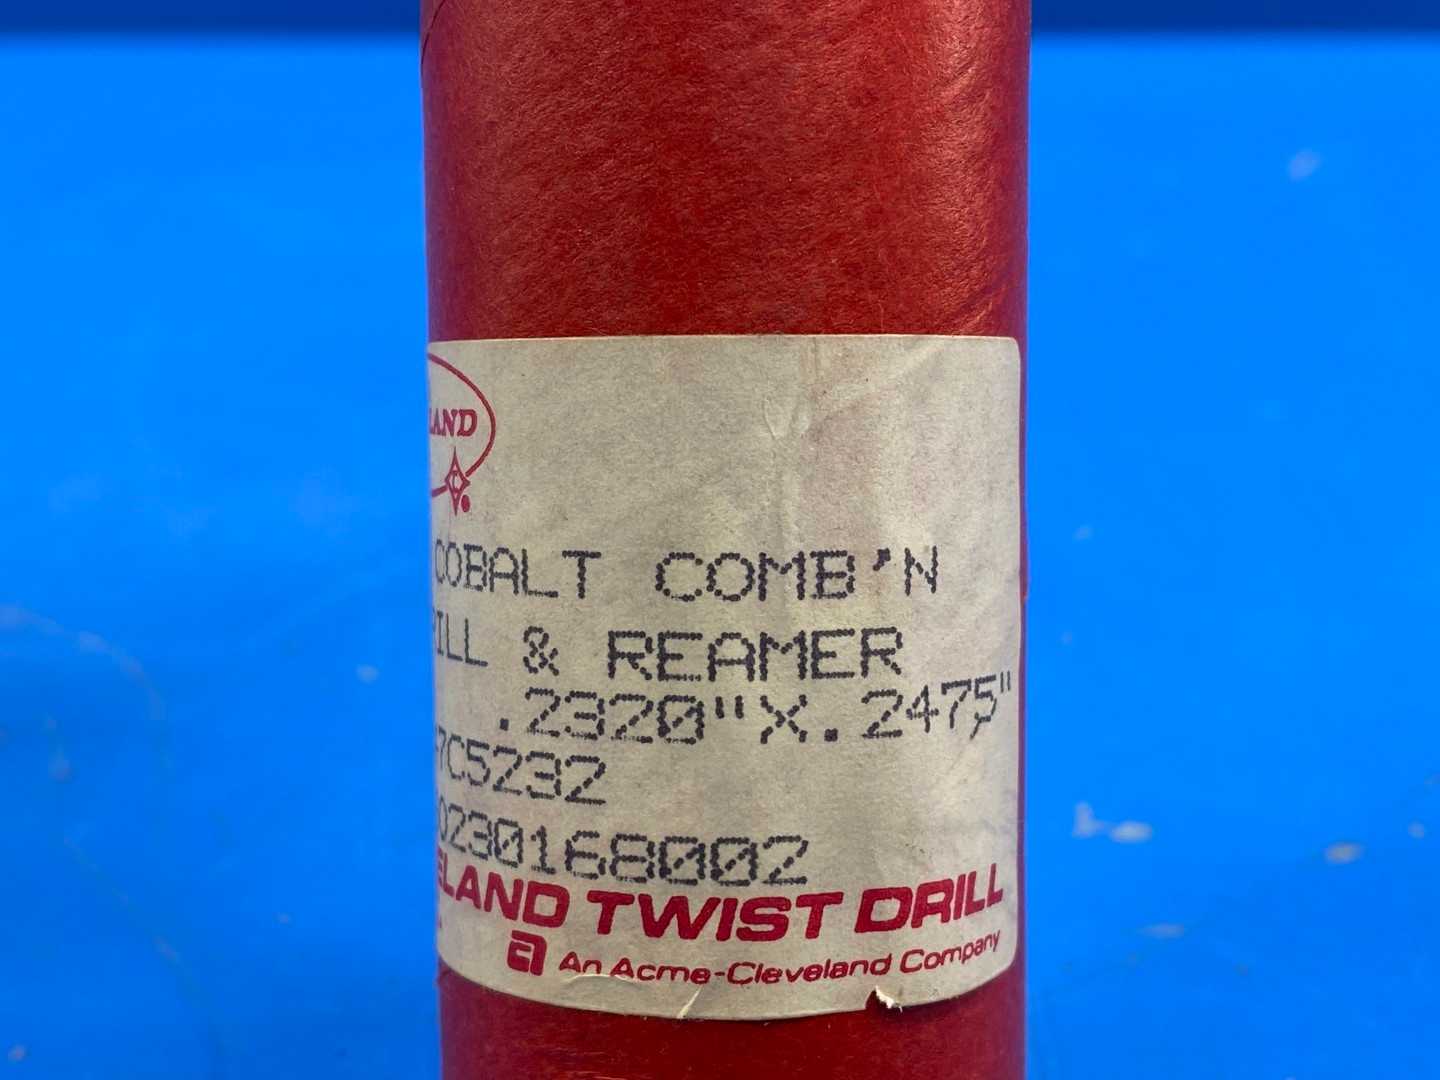 LAND
C
COBALT COMB'N
ILL & REAMER
.2320"X.2475"
7C5232
0230168002
ELAND TWIST DRILL
An Acme-Cleveland Company